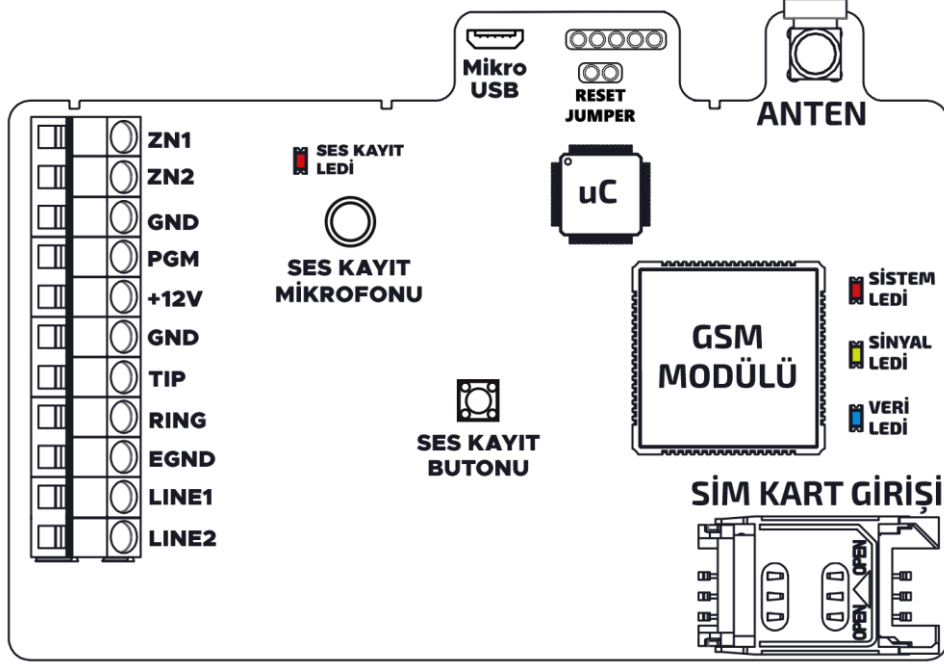 Mikro
USB
RESET
JUMPER
ANTEN
ZN1
ZN2
GND
PGM
+12V
GND
TIP
RING
EGND
LINE1
LINE2
SES KAYIT
LEDİ
SES KAYIT
MİKROFONU
uC
SES KAYIT
BUTONU
GSM
MODÜLÜ
SİSTEM
LEDİ
SİNYAL
LEDİ
VERİ
LEDİ
SİM KART GİRİŞİ
OPEN
OPEN